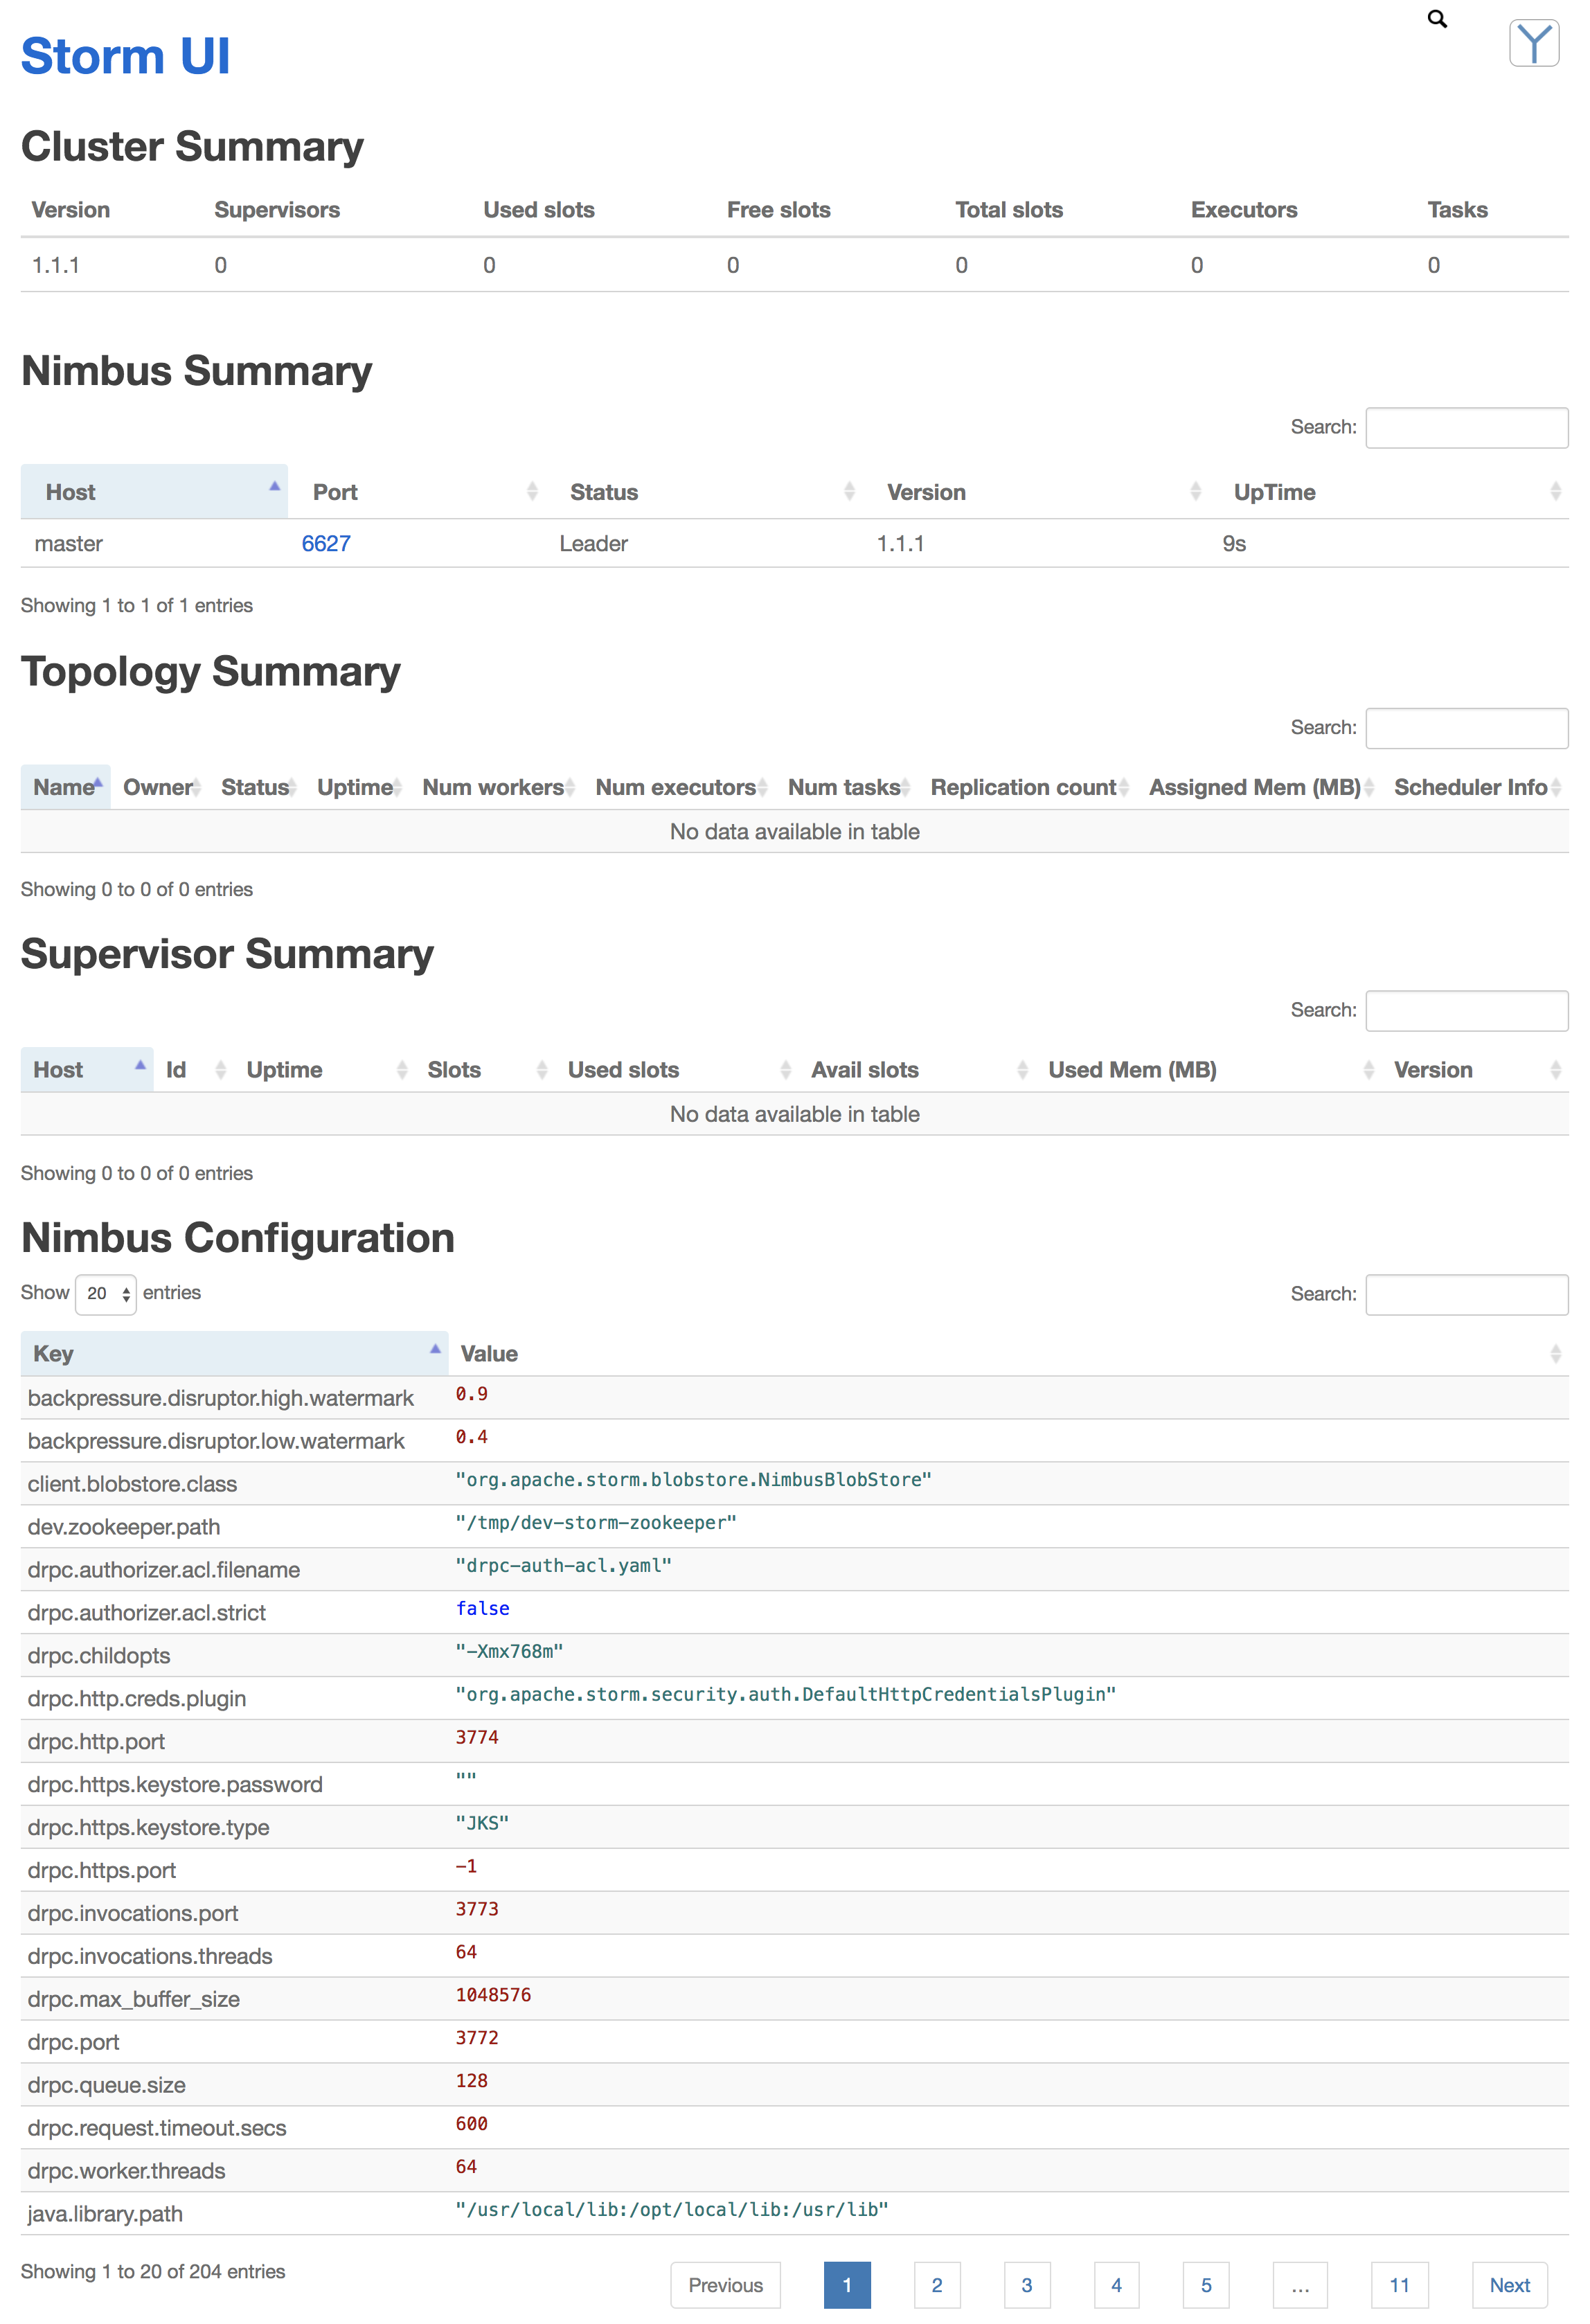 Storm UI
Cluster Summary
Version Supervisors Used slots Free slots Total slots Executors Tasks
1.1.1 0 0 0 0 0 0
Nimbus Summary
Search:
Host Port Status Version UpTime
master 6627 Leader 1.1.1 9s
Showing 1 to 1 of 1 entries
Topology Summary
Search:
Name Owner Status Uptime Num workers Num executors Num tasks Replication count Assigned Mem (MB) Scheduler Info
No data available in table
Showing 0 to 0 of 0 entries
Supervisor Summary
Search:
Host Id Uptime Slots Used slots Avail slots Used Mem (MB) Version
No data available in table
Showing 0 to 0 of 0 entries
Nimbus Configuration
Show 20 entries Search:
Key Value
backpressure.disruptor.high.watermark 0.9
backpressure.disruptor.low.watermark 0.4
client.blobstore.class "org.apache.storm.blobstore.NimbusBlobStore"
dev.zookeeper.path "/tmp/dev-storm-zookeeper"
drpc.authorizer.acl.filename "drpc-auth-acl.yaml"
drpc.authorizer.acl.strict false
drpc.childopts "-Xmx768m"
drpc.http.creds.plugin "org.apache.storm.security.auth.DefaultHttpCredentialsPlugin"
drpc.http.port 3774
drpc.https.keystore.password ""
drpc.https.keystore.type "JKS"
drpc.https.port -1
drpc.invocations.port 3773
drpc.invocations.threads 64
drpc.max_buffer_size 1048576
drpc.port 3772
drpc.queue.size 128
drpc.request.timeout.secs 600
drpc.worker.threads 64
java.library.path "/usr/local/lib:/opt/local/lib:/usr/lib"
Showing 1 to 20 of 204 entries Previous 1 2 3 4 5 … 11 Next